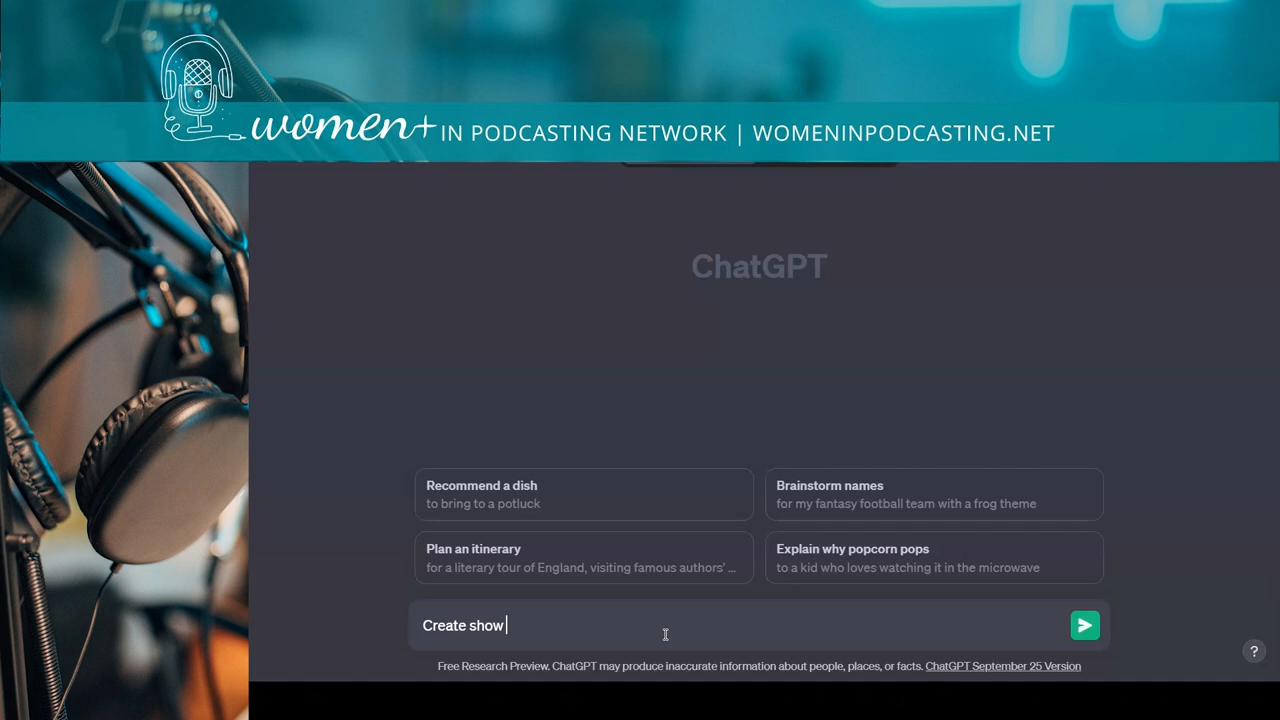 women+ IN PODCASTING NETWORK | WOMENINPODCASTING.NET
ChatGPT
Recommend a dish
to bring to a potluck
Brainstorm names
for my fantasy football team with a frog theme
Plan an itinerary
for a literary tour of England, visiting famous authors' ...
Explain why popcorn pops
to a kid who loves watching it in the microwave
Create show
Free Research Preview. ChatGPT may produce inaccurate information about people, places, or facts. ChatGPT September 25 Version
?